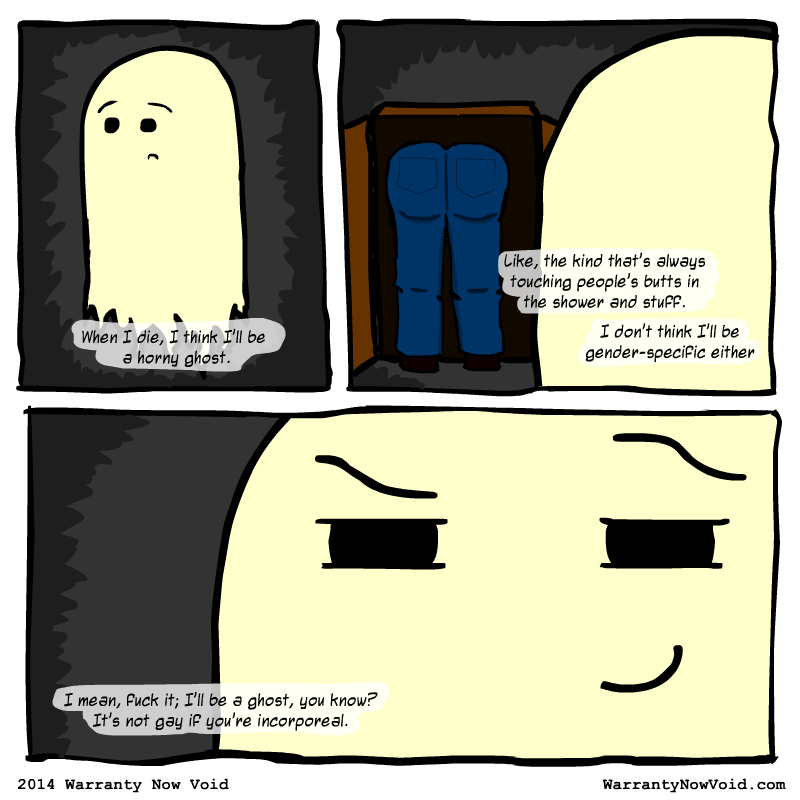 When I die, I think I'll be
a horny ghost.
Like, the kind that's always
touching people's butts in
the shower and stuff.
I don't think I'll be
gender-specific either
I mean, fuck it; I'll be a ghost, you know?
It's not gay if you're incorporeal.
2014 Warranty Now Void
WarrantyNowVoid.com